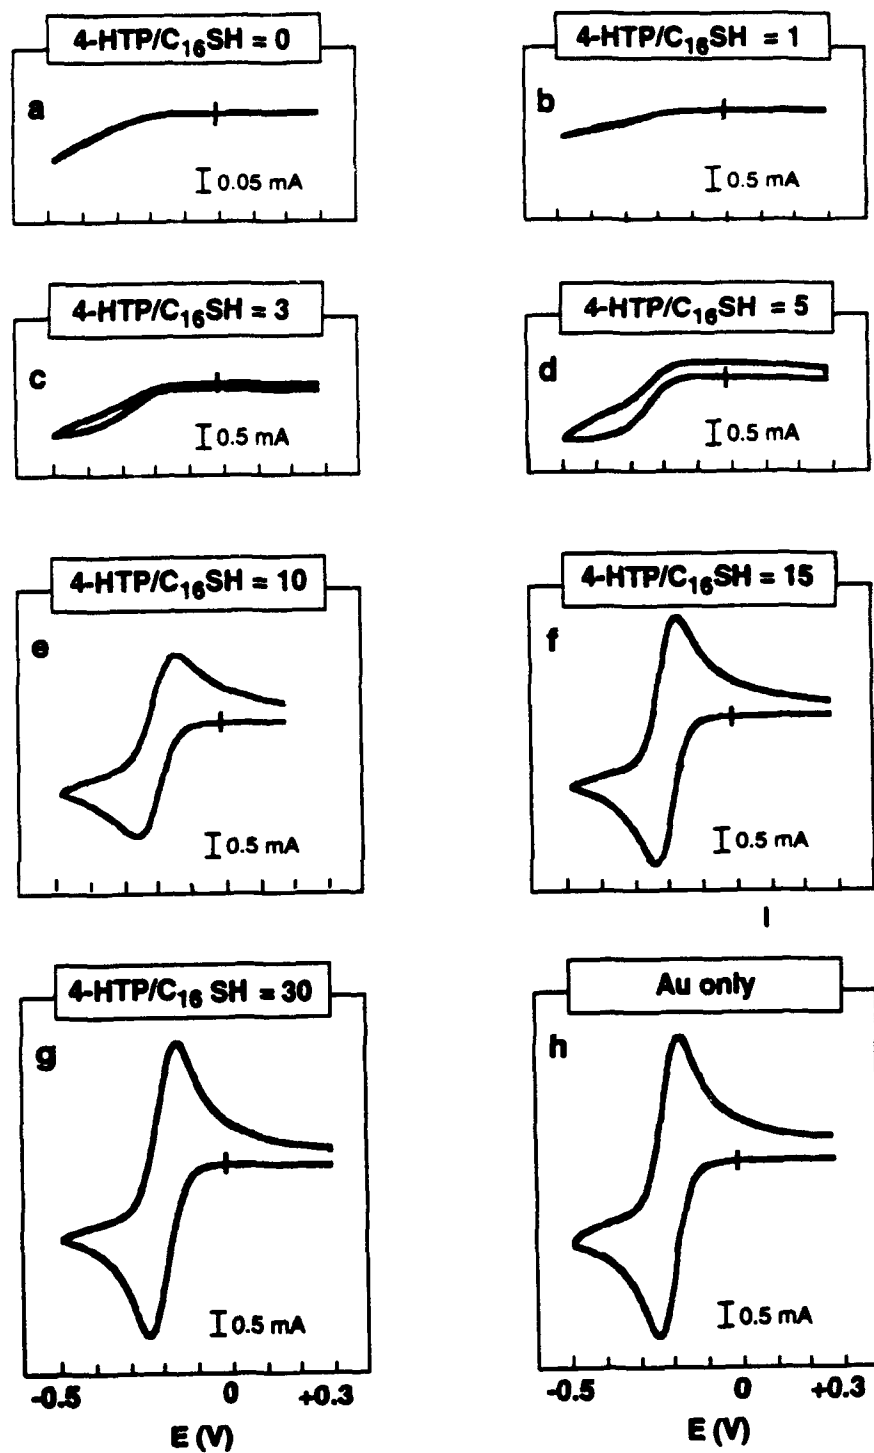 4-HTP/C₁₆SH = 0
a
0.05 mA
4-HTP/C₁₆SH = 1
b
0.5 mA
4-HTP/C₁₆SH = 3
c
0.5 mA
4-HTP/C₁₆SH = 5
d
0.5 mA
4-HTP/C₁₆SH = 10
e
0.5 mA
4-HTP/C₁₆SH = 15
f
0.5 mA
4-HTP/C₁₆ SH = 30
g
0.5 mA
-0.5 0 +0.3
E (V)
Au only
h
0.5 mA
-0.5 0 +0.3
E (V)